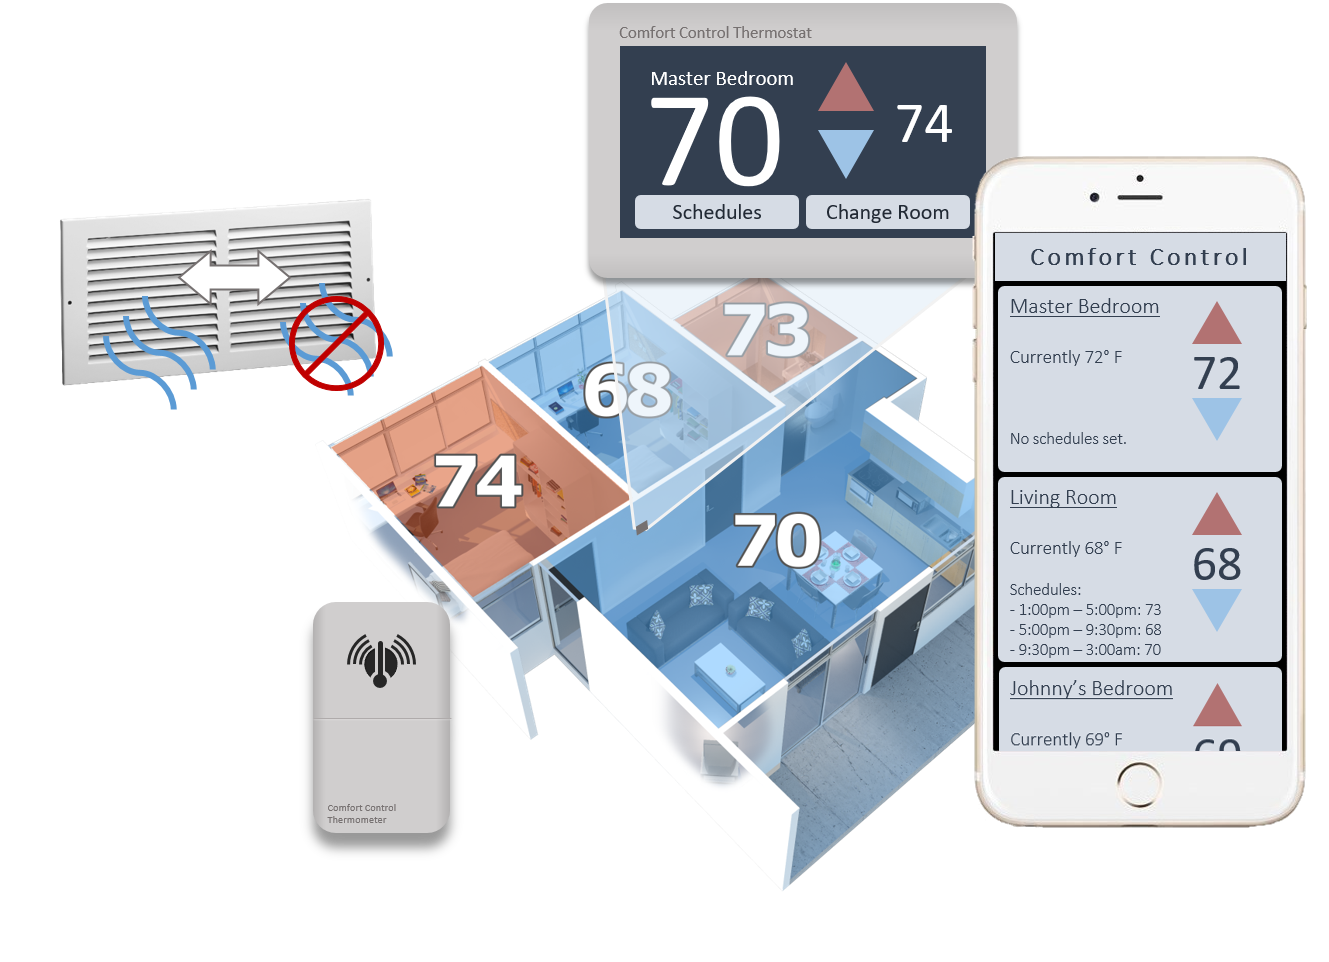 Comfort Control Thermostat
Master Bedroom
70
74
Schedules
Change Room
Comfort Control
Master Bedroom
Currently 72° F
72
No schedules set.
Living Room
Currently 68° F
68
Schedules:
- 1:00pm – 5:00pm: 73
- 5:00pm – 9:30pm: 68
- 9:30pm – 3:00am: 70
Johnny's Bedroom
Currently 69° F
69
73
68
74
70
Comfort Control
Thermometer